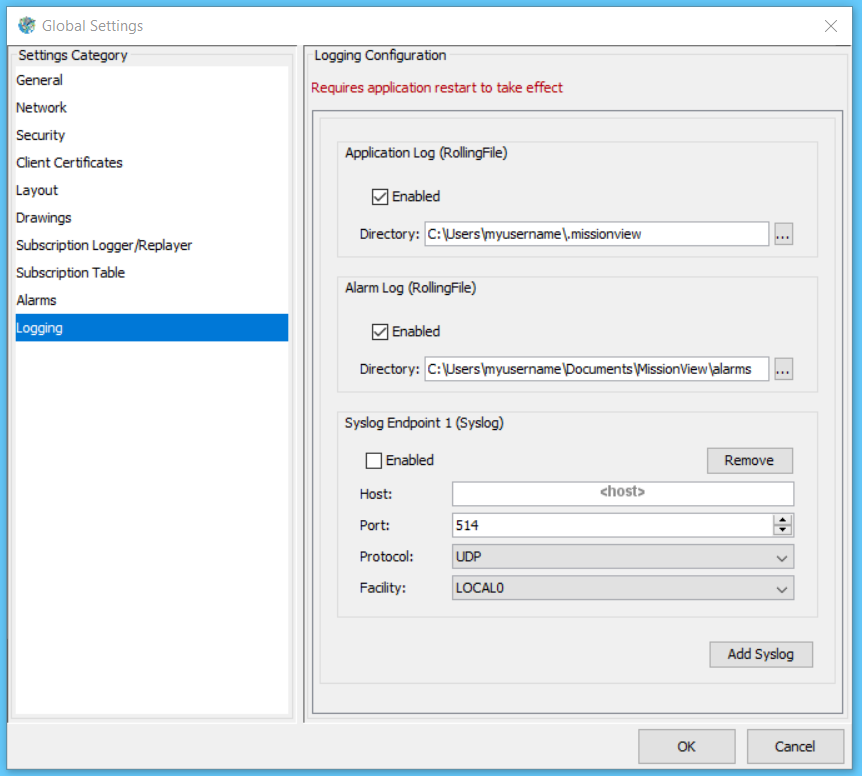 Global Settings
Settings Category
General
Network
Security
Client Certificates
Layout
Drawings
Subscription Logger/Replayer
Subscription Table
Alarms
Logging
Logging Configuration
Requires application restart to take effect
Application Log (RollingFile)
Enabled
Directory: C:\Users\myusername\.missionview ...
Alarm Log (RollingFile)
Enabled
Directory: C:\Users\myusername\Documents\MissionView\alarms ...
Syslog Endpoint 1 (Syslog)
Enabled Remove
Host: <host>
Port: 514
Protocol: UDP
Facility: LOCAL0
Add Syslog
OK Cancel